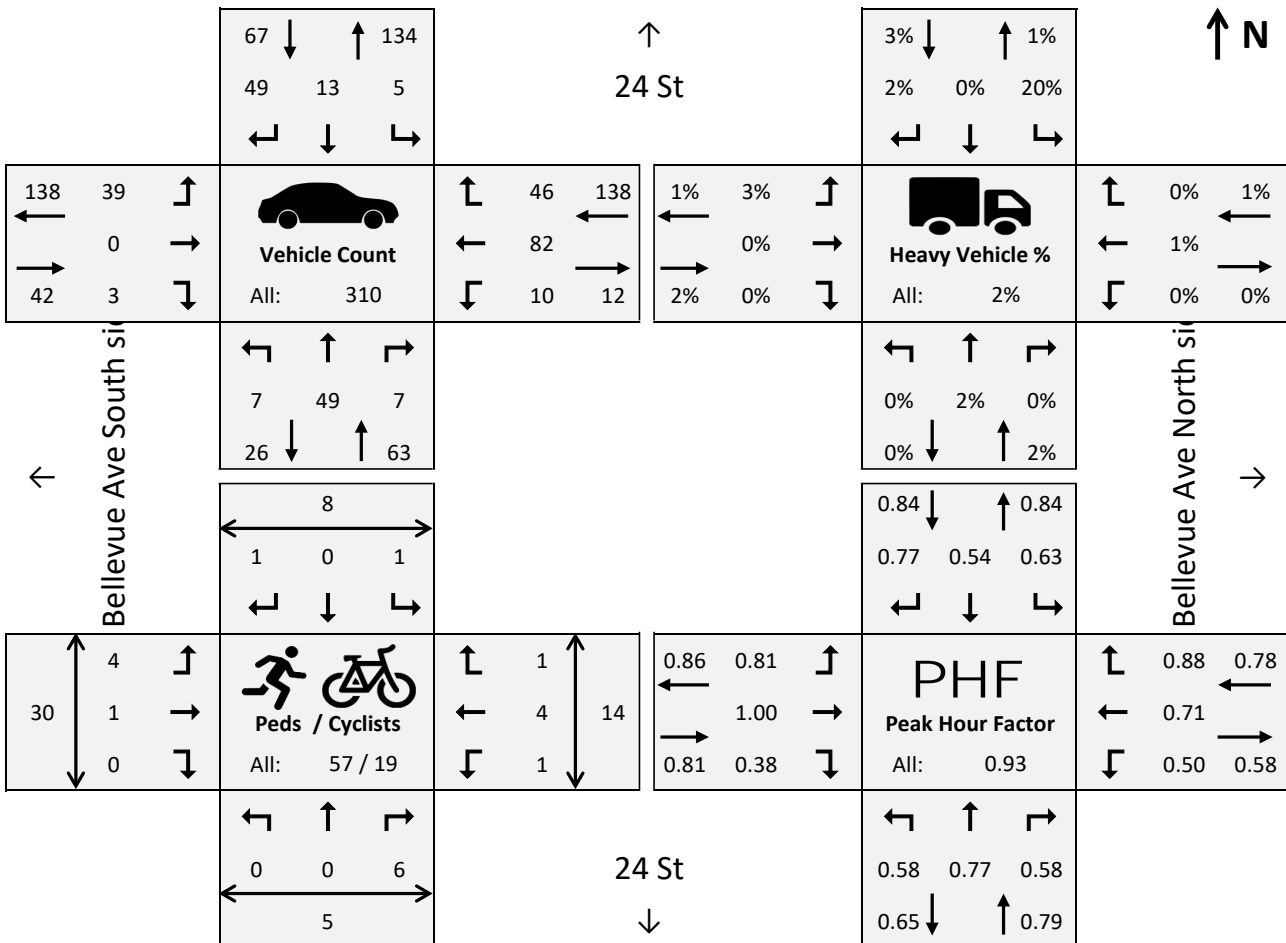 67 134
49 13 5
24 St
3% 1%
2% 0% 20%
N
138 39
0
42 3
Vehicle Count
All: 310
46 138
82
10 12
1% 3%
0%
2% 0%
Heavy Vehicle %
All: 2%
0% 1%
1%
0% 0%
7 49 7
26 63
0% 2% 0%
0% 2%
Bellevue Ave South
Bellevue Ave North
8
1 0 1
0.84 0.84
0.77 0.54 0.63
4
30 1
0
Peds / Cyclists
All: 57 / 19
1
4 14
1
0.86 0.81
1.00
0.81 0.38
PHF
Peak Hour Factor
All: 0.93
0.88 0.78
0.71
0.50 0.58
0 0 6
5
24 St
0.58 0.77 0.58
0.65 0.79